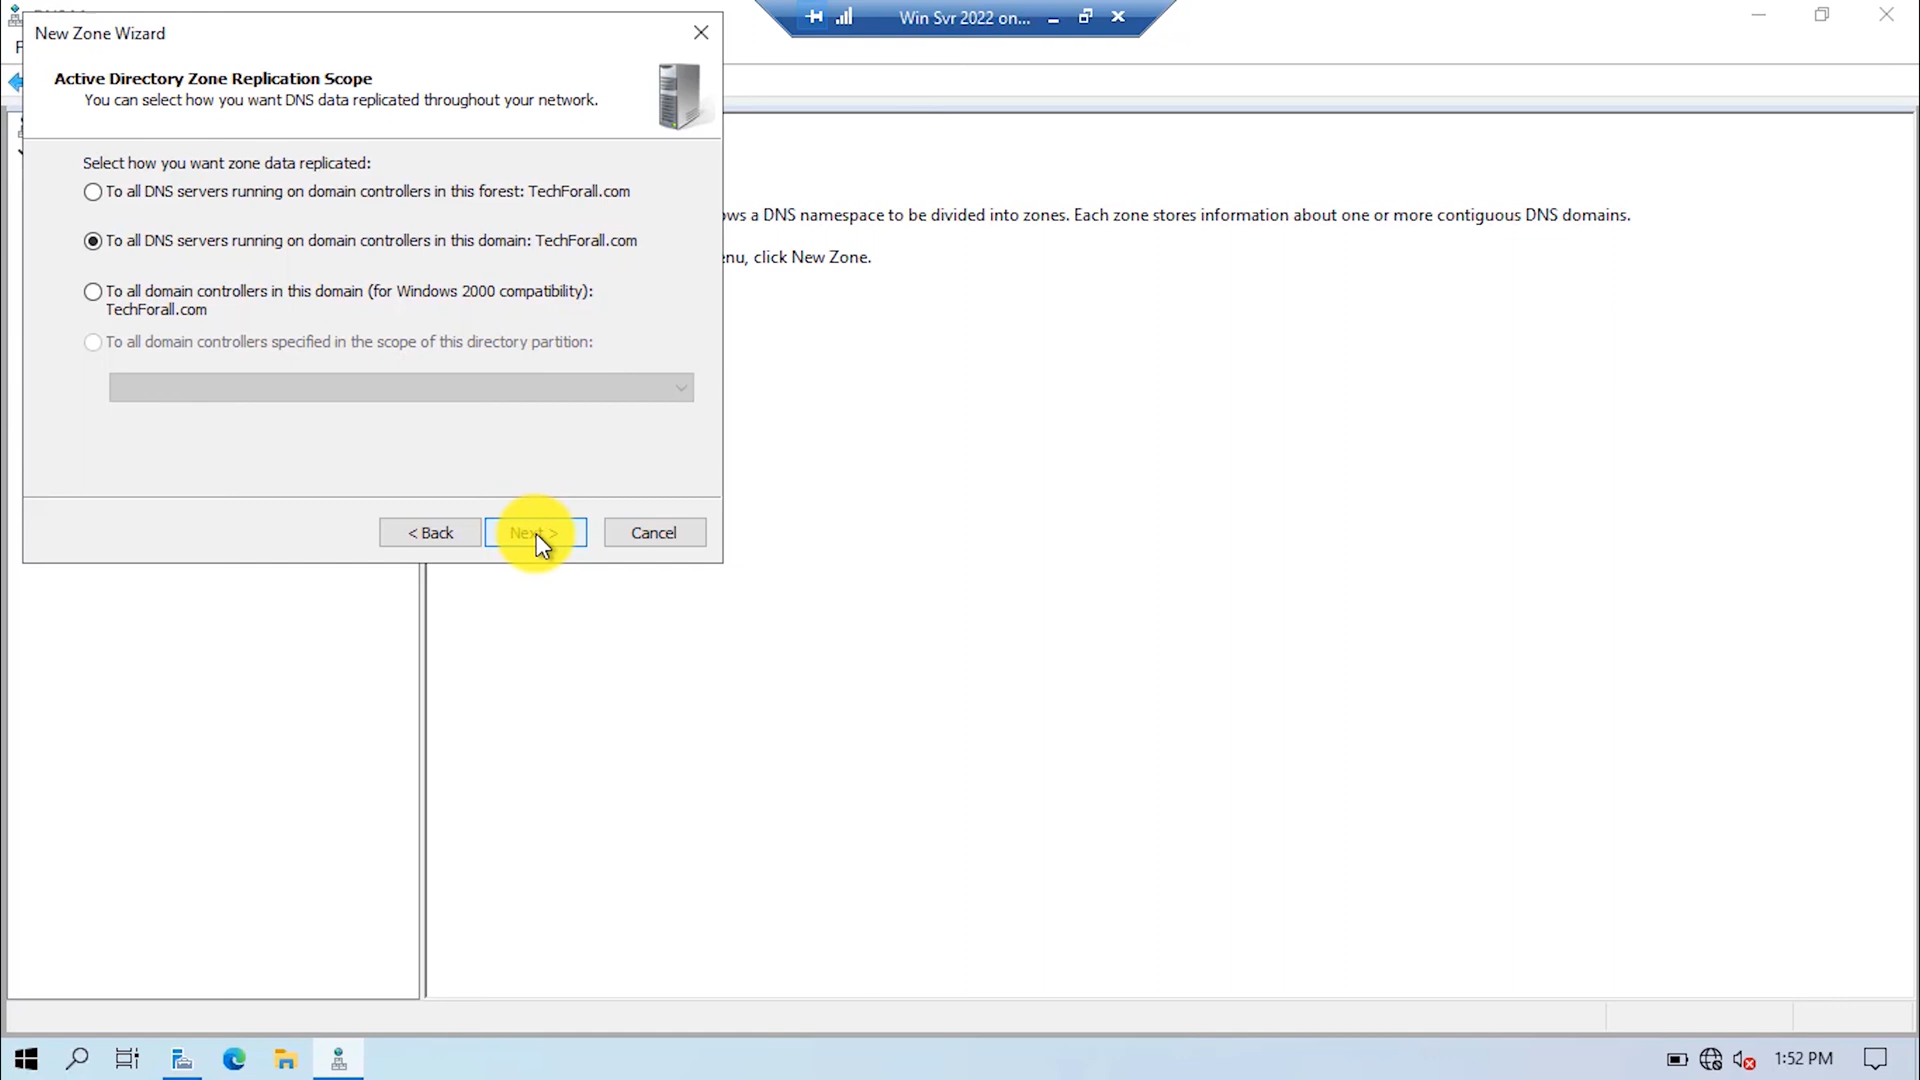 New Zone Wizard
Win Svr 2022 on...
Active Directory Zone Replication Scope
You can select how you want DNS data replicated throughout your network.
Select how you want zone data replicated:
To all DNS servers running on domain controllers in this forest: TechForall.com
To all DNS servers running on domain controllers in this domain: TechForall.com
To all domain controllers in this domain (for Windows 2000 compatibility):
TechForall.com
To all domain controllers specified in the scope of this directory partition:
ows a DNS namespace to be divided into zones. Each zone stores information about one or more contiguous DNS domains.
enu, click New Zone.
< Back
Next >
Cancel
1:52 PM